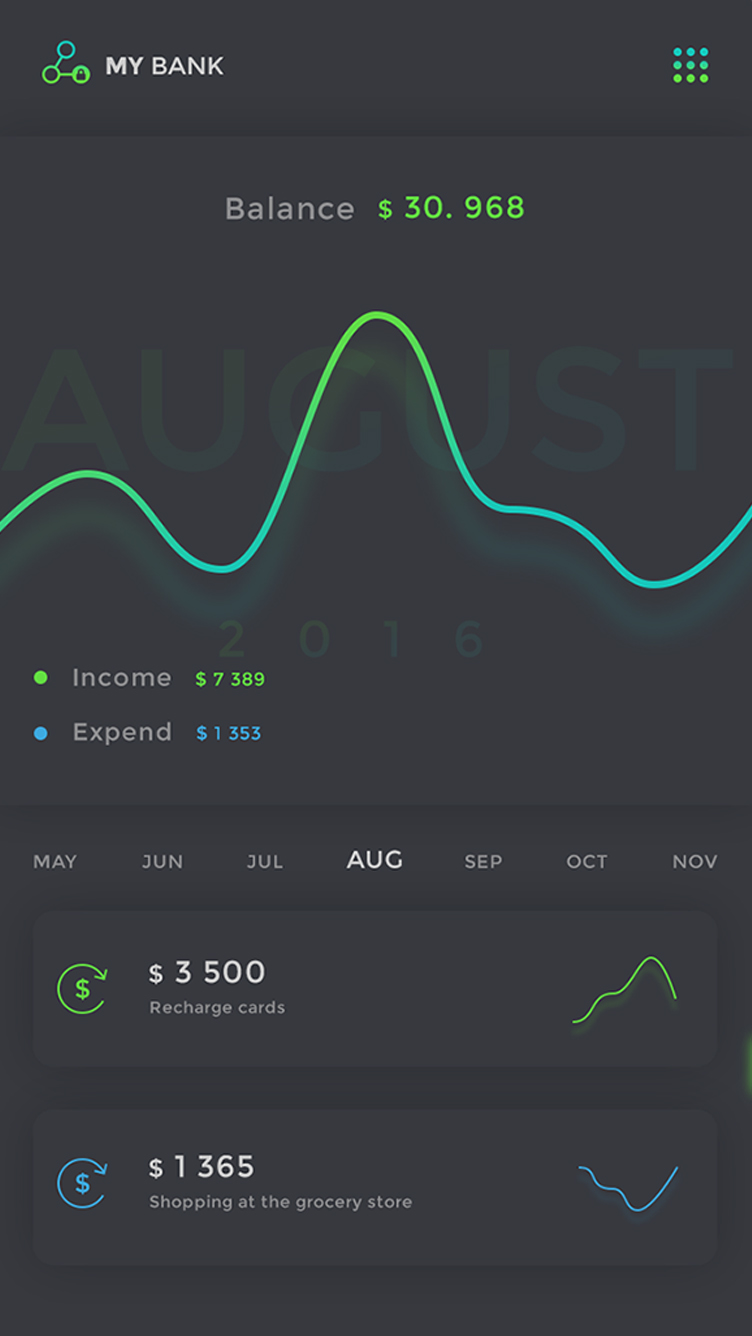 MY BANK
Balance $ 30. 968
AUGUST
2 0 1 6
Income $ 7 389
Expend $ 1 353
MAY JUN JUL AUG SEP OCT NOV
$ $ 3 500
Recharge cards
$ $ 1 365
Shopping at the grocery store